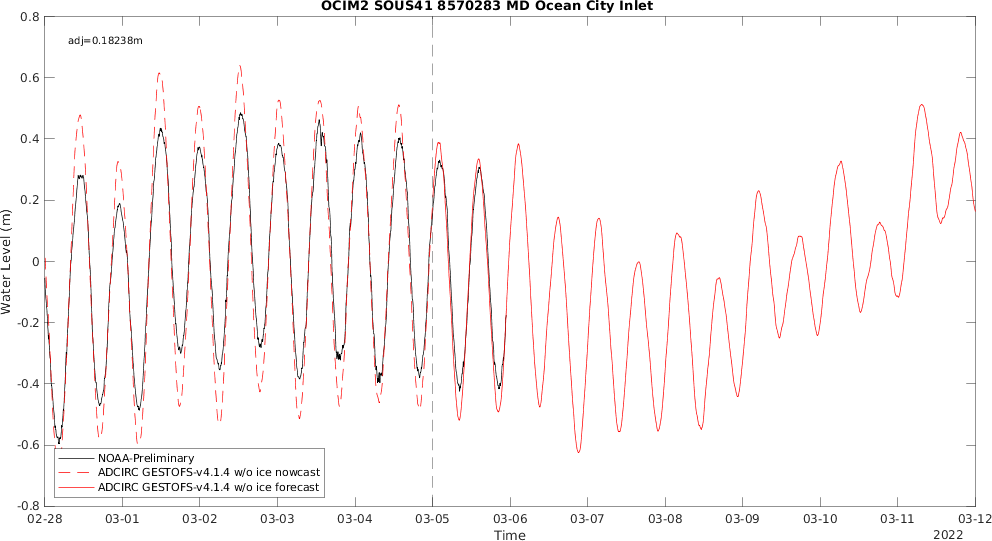 OCIM2 SOUS41 8570283 MD Ocean City Inlet
adj=0.18238m
0.8
0.6
0.4
0.2
0
-0.2
-0.4
-0.6
-0.8
Water Level (m)
NOAA-Preliminary
ADCIRC GESTOFS-v4.1.4 w/o ice nowcast
ADCIRC GESTOFS-v4.1.4 w/o ice forecast
02-28 03-01 03-02 03-03 03-04 03-05 03-06 03-07 03-08 03-09 03-10 03-11 03-12
Time
2022